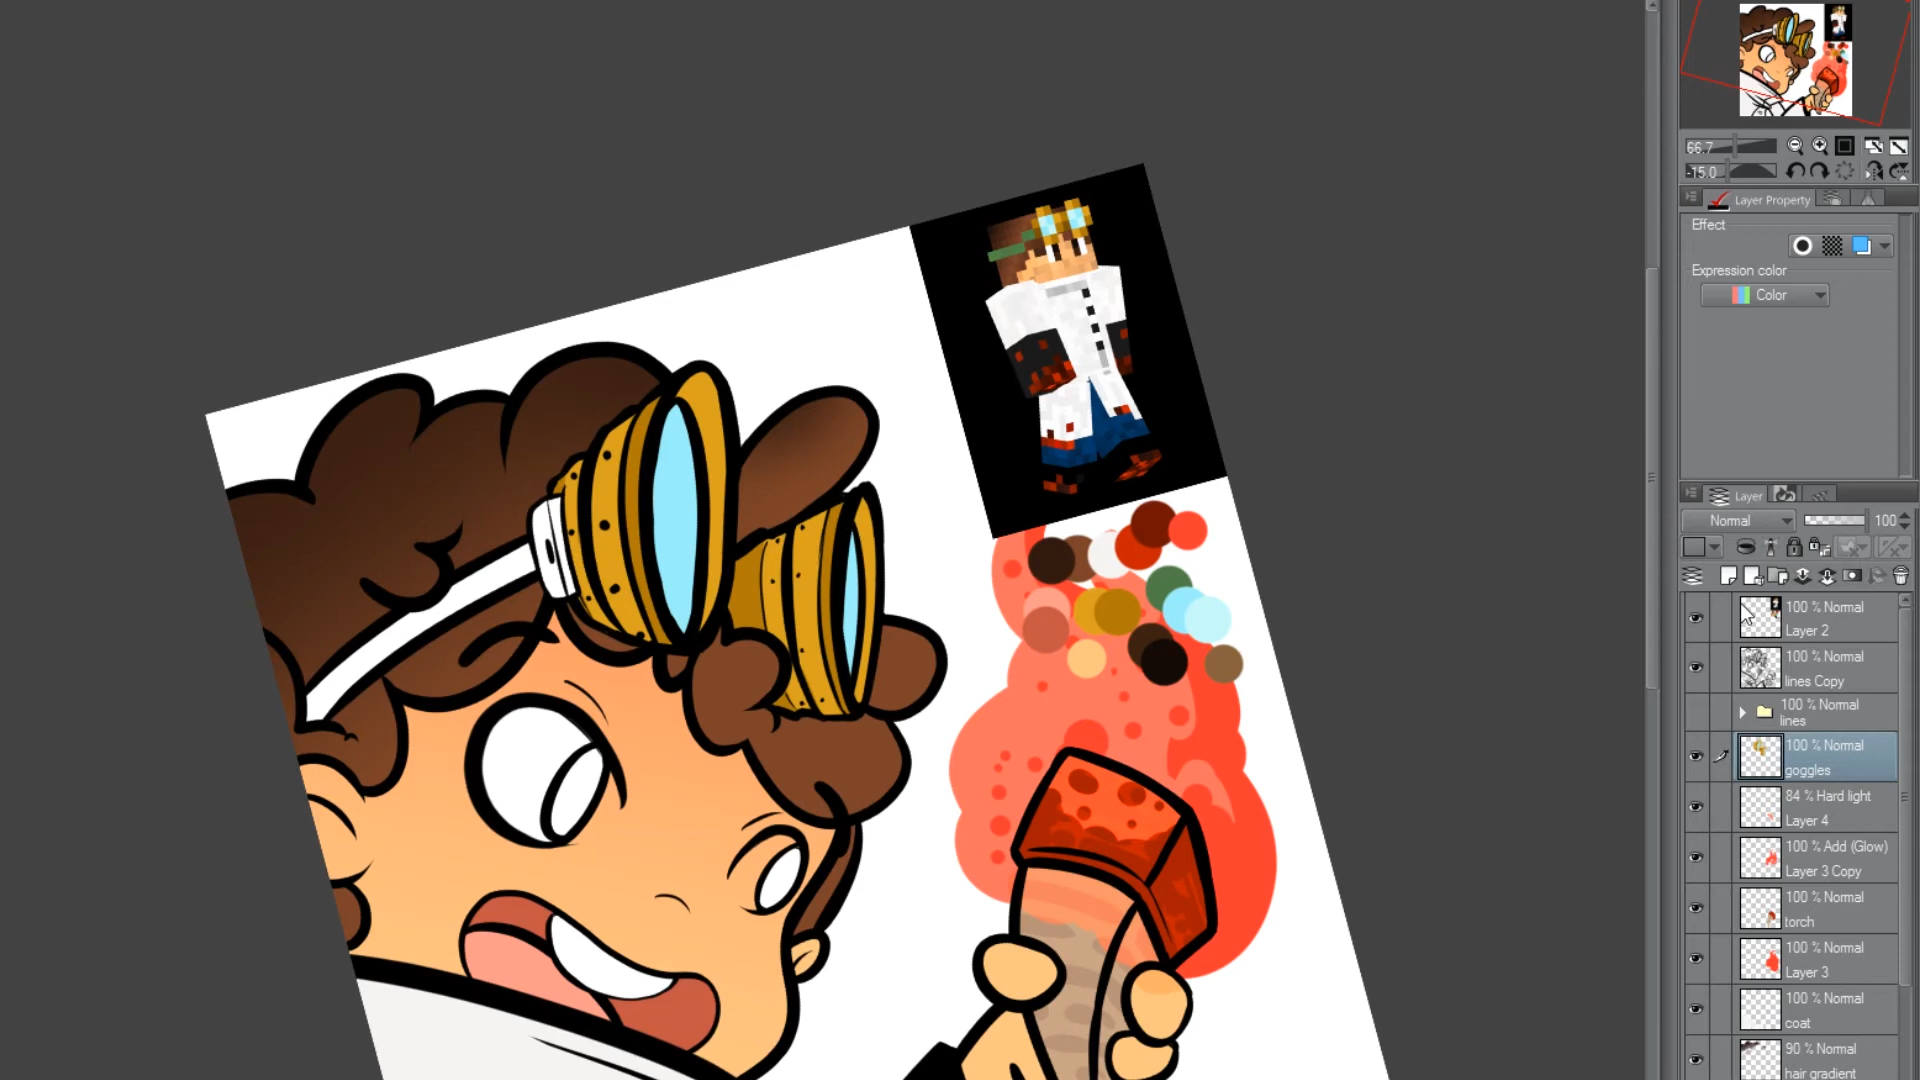 66.7
-15.0
Layer Property
Effect
Expression color
Color
Layer
Normal 100
100 % Normal
Layer 2
100 % Normal
lines Copy
100 % Normal
lines
100 % Normal
goggles
84 % Hard light
Layer 4
100 % Add (Glow)
Layer 3 Copy
100 % Normal
torch
100 % Normal
Layer 3
100 % Normal
coat
90 % Normal
hair gradient